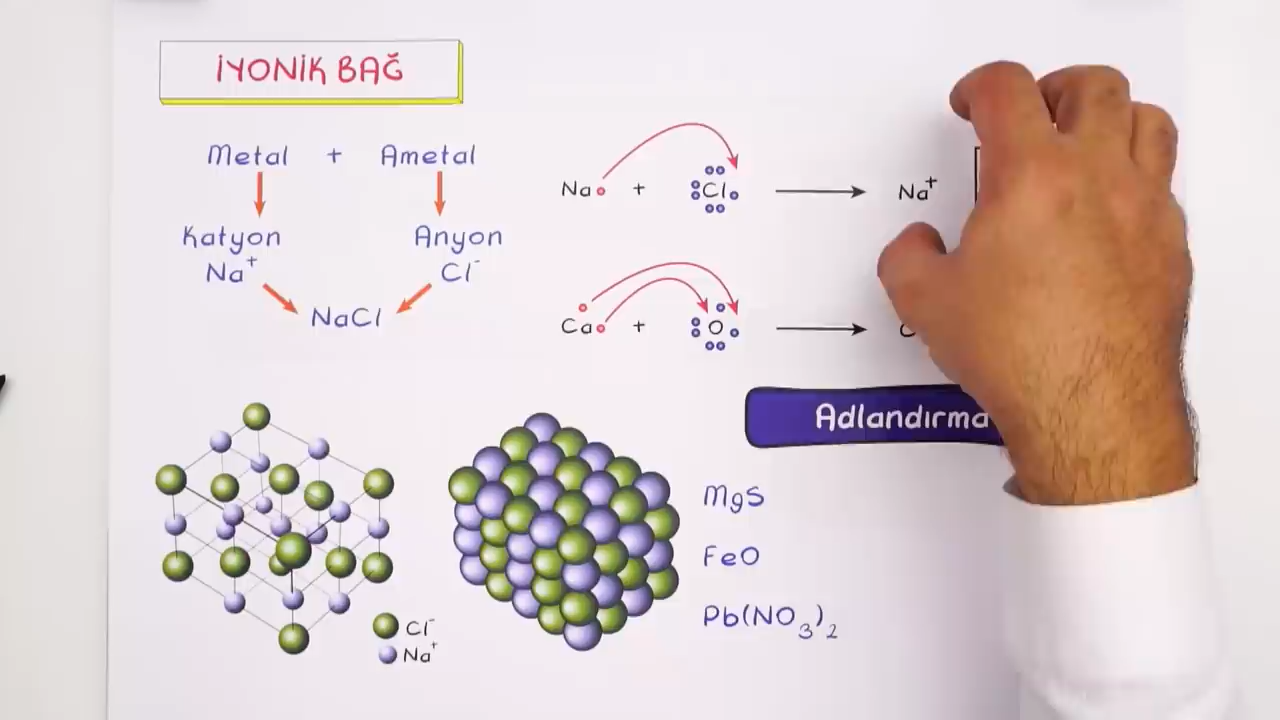 İYONİK BAĞ
Metal + Ametal
Katyon Anyon
Na⁺ Cl⁻
NaCl
Na + Cl Na⁺
Ca + O
Adlandırma
MgS
FeO
Pb(NO₃)₂
Cl⁻
Na⁺